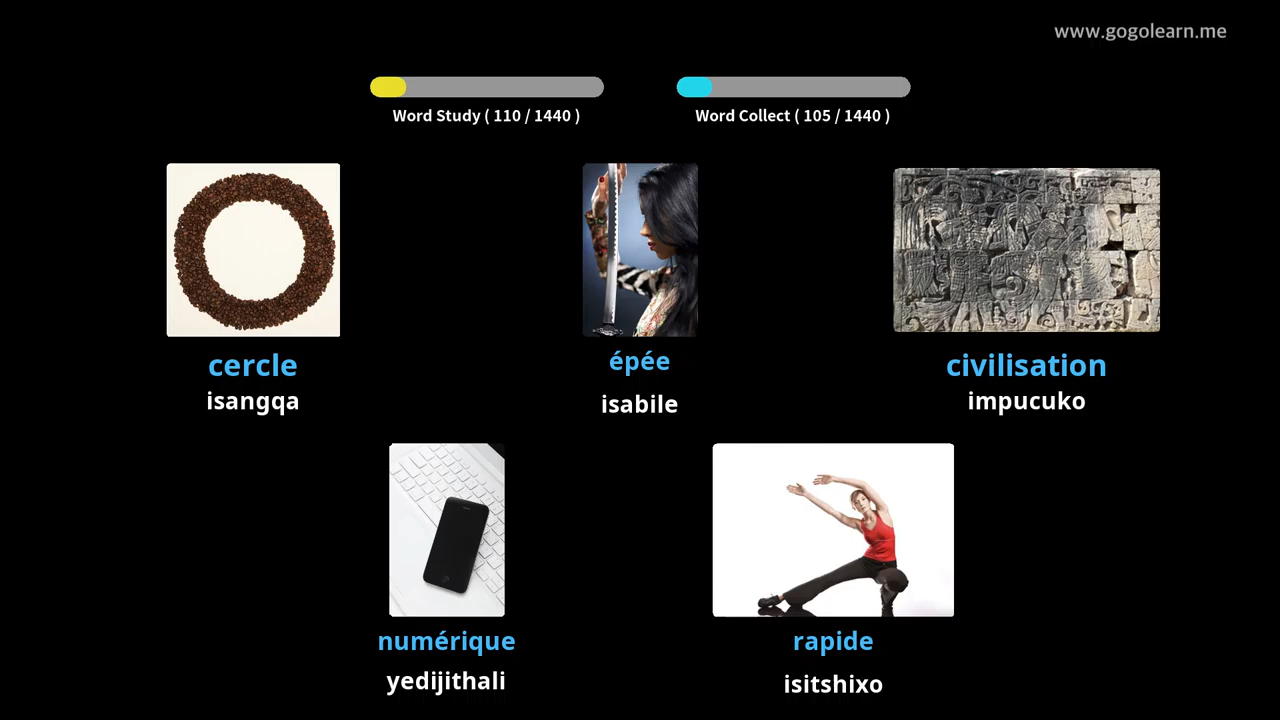 www.gogolearn.me
Word Study ( 110 / 1440 )
Word Collect ( 105 / 1440 )
cercle
isangqa
épée
isabile
civilisation
impucuko
numérique
yedijithali
rapide
isitshixo